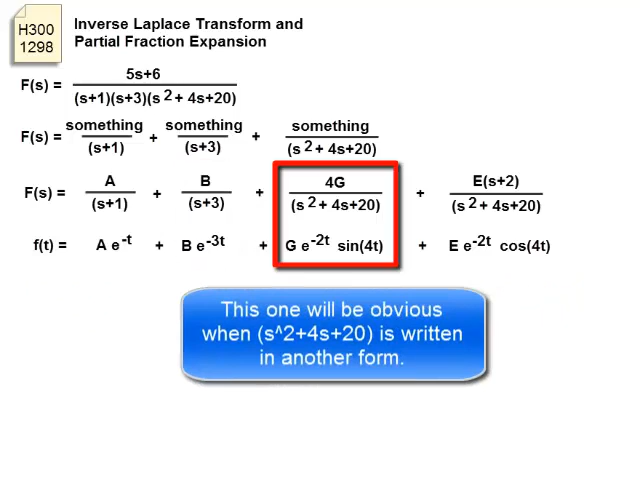 H300
1298
Inverse Laplace Transform and
Partial Fraction Expansion
F(s) = 5s+6 / (s+1)(s+3)(s^2 + 4s+20)
F(s) = something / (s+1) + something / (s+3) + something / (s^2 + 4s+20)
F(s) = A / (s+1) + B / (s+3) + 4G / (s^2 + 4s+20) + E(s+2) / (s^2 + 4s+20)
f(t) = A e^-t + B e^-3t + G e^-2t sin(4t) + E e^-2t cos(4t)
This one will be obvious
when (s^2+4s+20) is written
in another form.